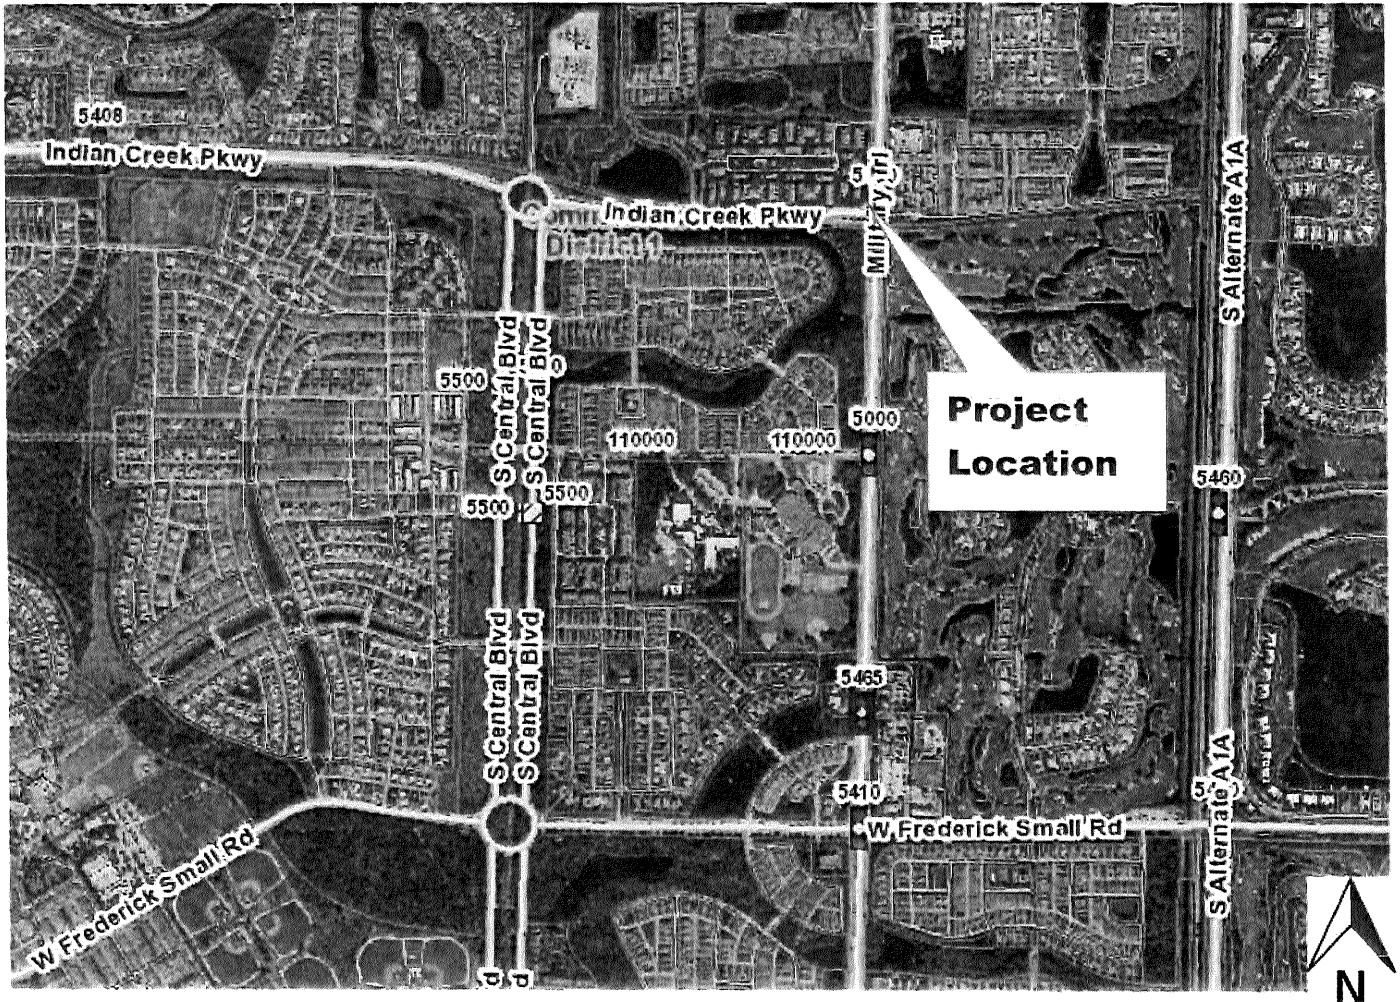 5408
Indian Creek Pkwy
Indian Creek Pkwy
District 1
Military Trl
S Alternate A1A
S Central Blvd
S Central Blvd
5500
Project
Location
5000
110000
110000
5460
5500
5500
S Central Blvd
S Central Blvd
5465
5410
W Frederick Small Rd
S Alternate A1A
W Frederick Small Rd
d
d
N